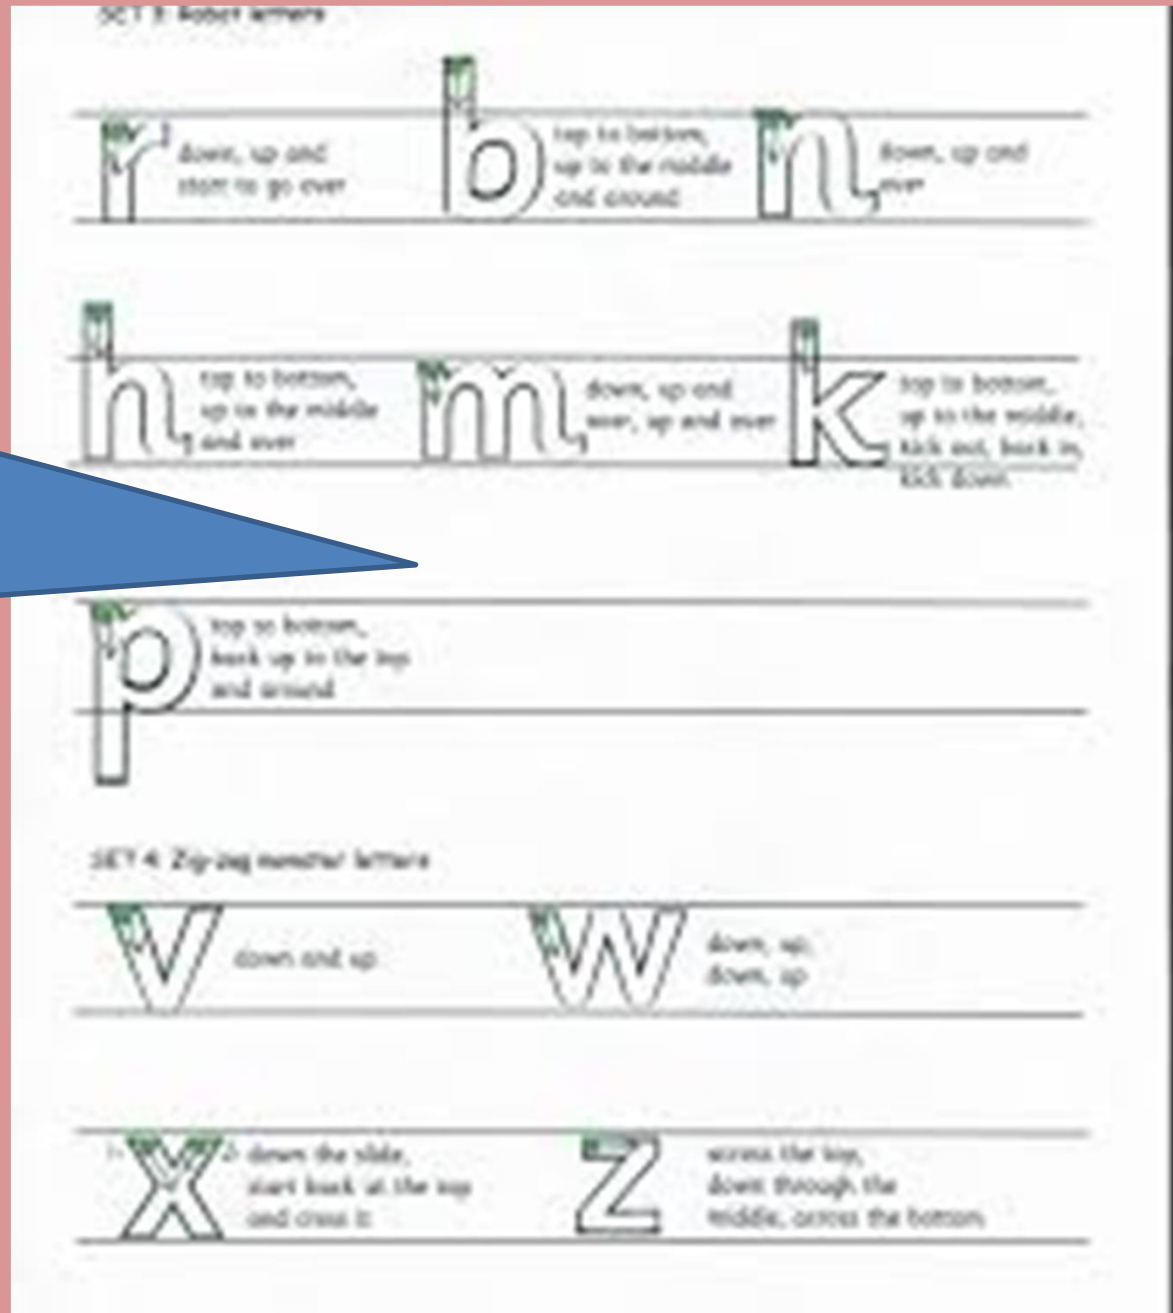 SET 3: Robot letters
r
down, up and
start to go over
b
top to bottom,
up to the middle
and around
n
down, up and
over
h
top to bottom,
up to the middle
and over
m
down, up and
over, up and over
k
top to bottom,
up to the middle,
kick out, back in,
kick down
p
top to bottom,
back up to the top
and around
SET 4: Zig-zag monster letters
v
down and up
w
down, up,
down, up
x
down the slide,
start back at the top
and cross it
z
across the top,
down through the
middle, across the bottom